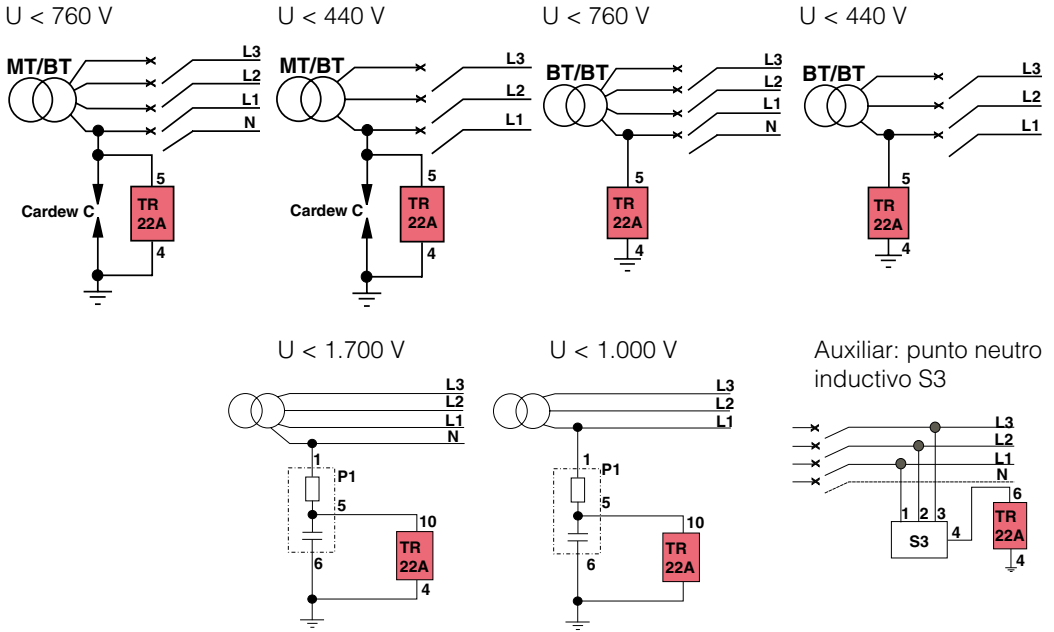 U < 760 V
MT/BT
L3
L2
L1
N
5
Cardew C
TR
22A
4
U < 440 V
MT/BT
L3
L2
L1
5
Cardew C
TR
22A
4
U < 760 V
BT/BT
L3
L2
L1
N
5
TR
22A
4
U < 440 V
BT/BT
L3
L2
L1
5
TR
22A
4
U < 1.700 V
L3
L2
L1
N
1
P1
5
10
TR
22A
6
4
U < 1.000 V
L3
L2
L1
1
P1
5
10
TR
22A
6
4
Auxiliar: punto neutro
inductivo S3
L3
L2
L1
N
6
1 2 3
4
TR
22A
S3
4